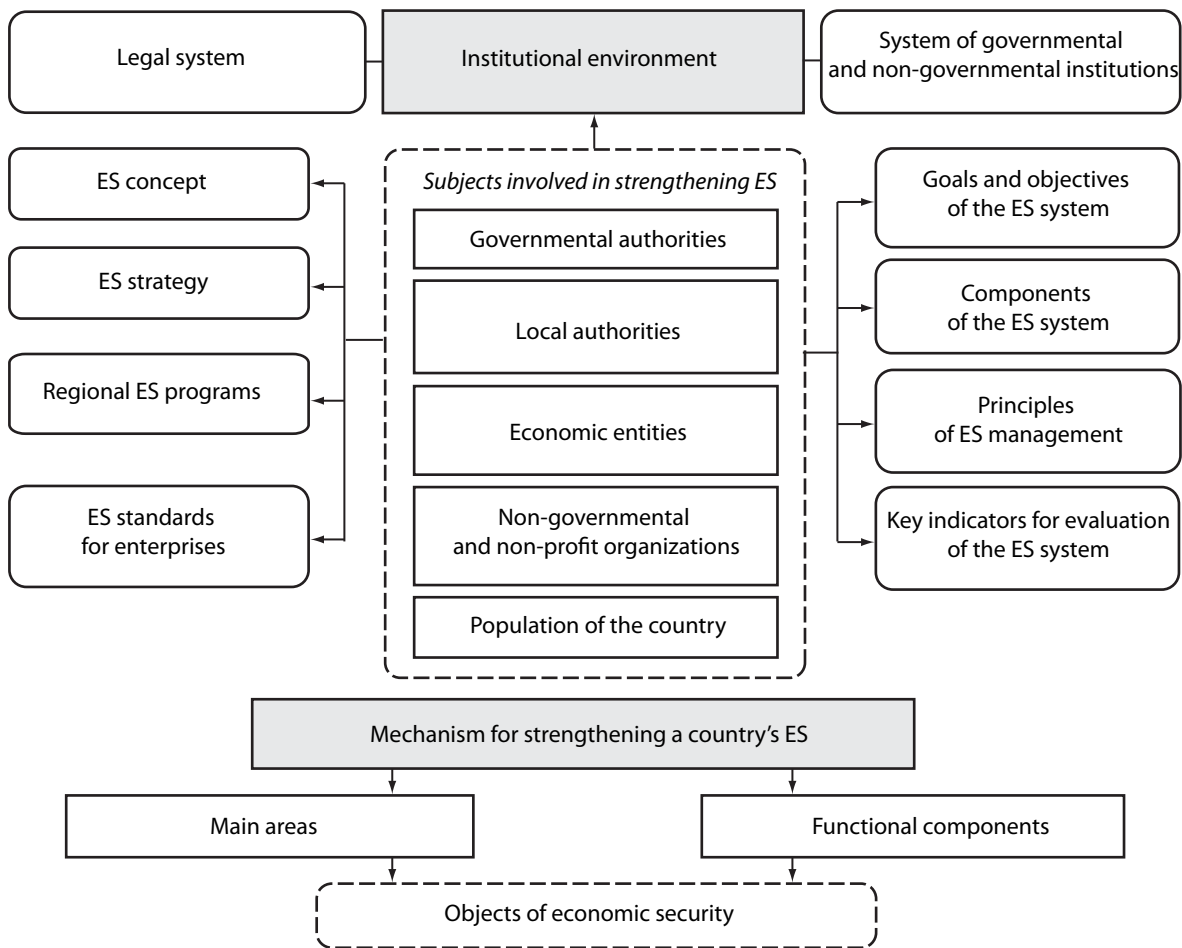 Legal system
Institutional environment
System of governmental
and non-governmental institutions
ES concept
ES strategy
Regional ES programs
ES standards
for enterprises
Subjects involved in strengthening ES
Governmental authorities
Local authorities
Economic entities
Non-governmental
and non-profit organizations
Population of the country
Goals and objectives
of the ES system
Components
of the ES system
Principles
of ES management
Key indicators for evaluation
of the ES system
Mechanism for strengthening a country’s ES
Main areas
Functional components
Objects of economic security